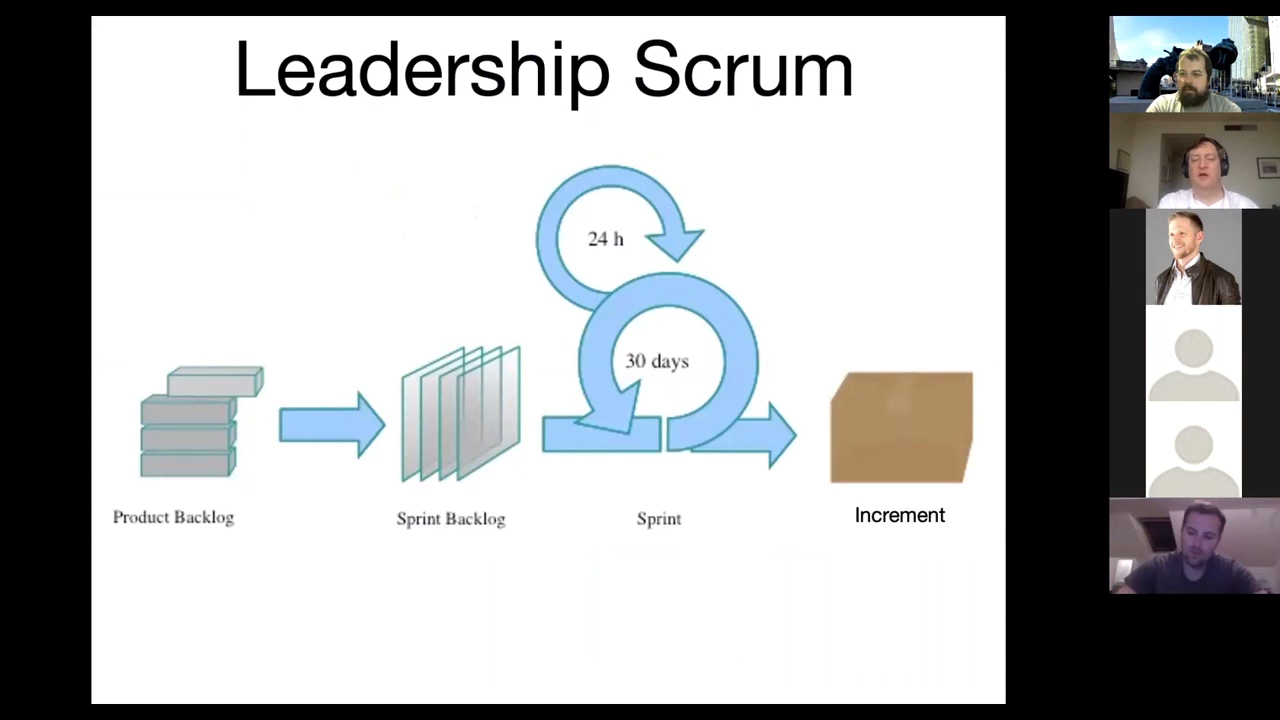 Leadership Scrum
24 h
30 days
Product Backlog
Sprint Backlog
Sprint
Increment